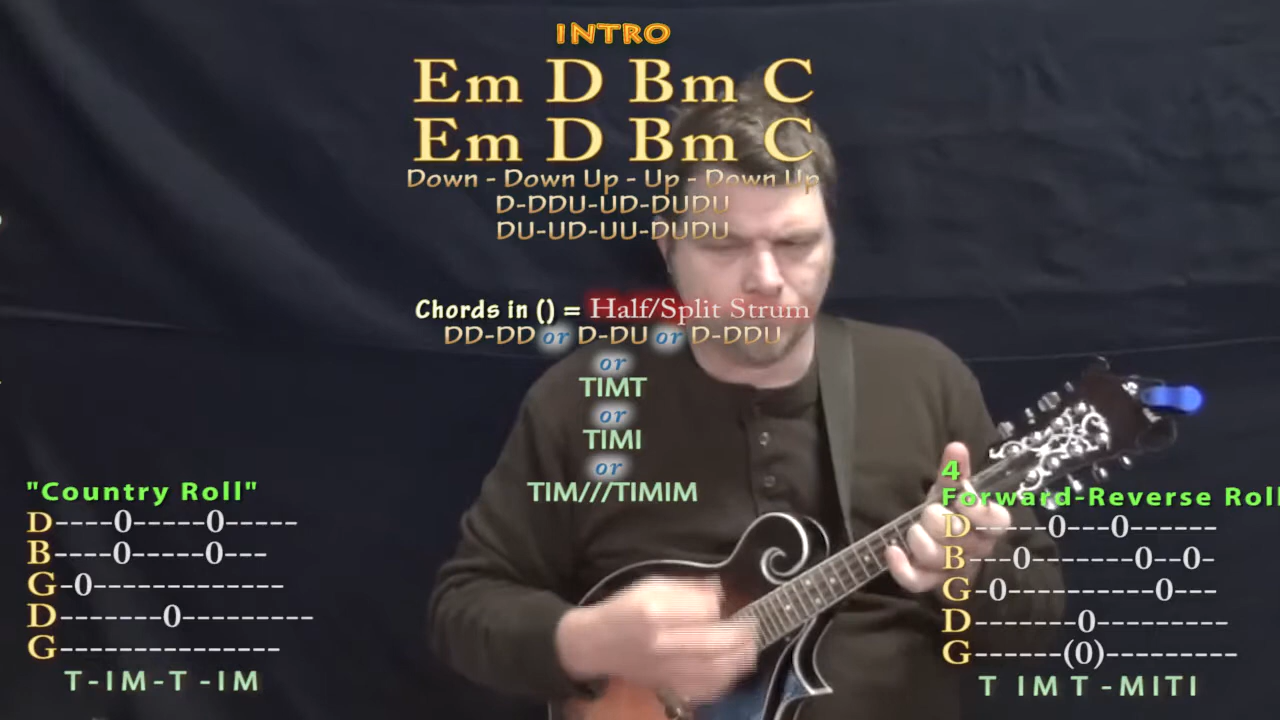 INTRO
Em D Bm C
Em D Bm C
Down - Down Up - Up - Down Up
D-DDU-UD-DUDU
DU-UD-UU-DUDU
Chords in () = Half/Split Strum
DD-DD or D-DU or D-DDU
or
TIMT
or
TIMI
or
TIM///TIMIM
"Country Roll"
D----0-----0-----
B----0-----0---
G-0-------------
D-------0---------
G---------------
T-IM-T -IM
4
Forward-Reverse Roll
D-----0---0------
B---0-------0--0-
G-0----------0---
D-------0---------
G------(0)---------
T IM T -MITI